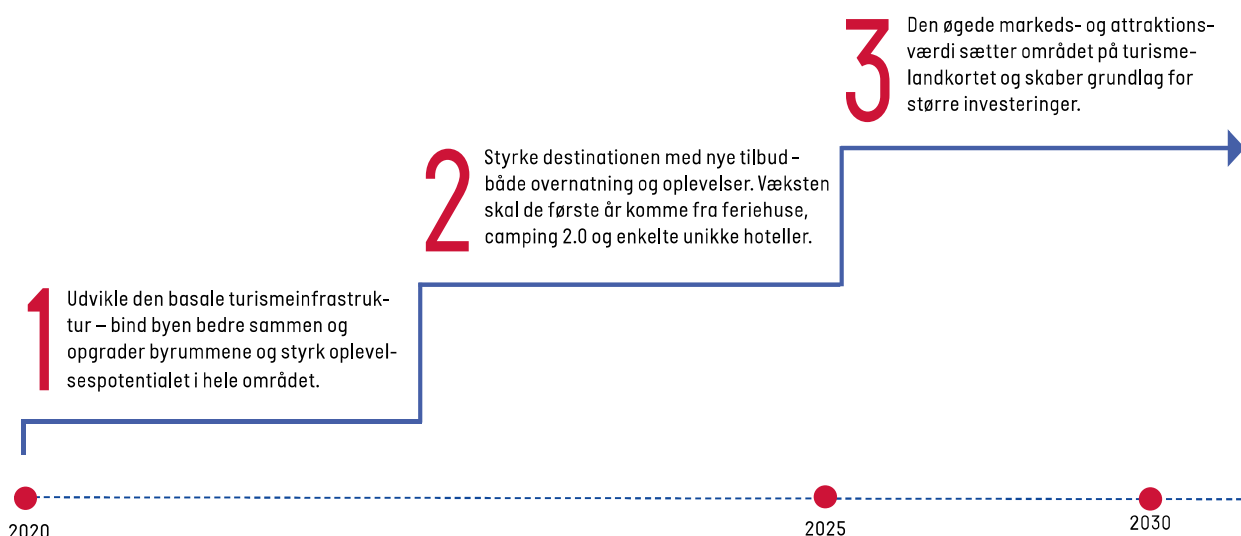 1
Udvikle den basale turismeinfrastruk-
tur – bind byen bedre sammen og
opgrader byrummene og styrk oplevel-
sespotentialet i hele området.
2
Styrke destinationen med nye tilbud –
både overnatning og oplevelser. Væksten
skal de første år komme fra feriehuse,
camping 2.0 og enkelte unikke hoteller.
3
Den øgede markeds- og attraktions-
værdi sætter området på turisme-
landkortet og skaber grundlag for
større investeringer.
2020
2025
2030